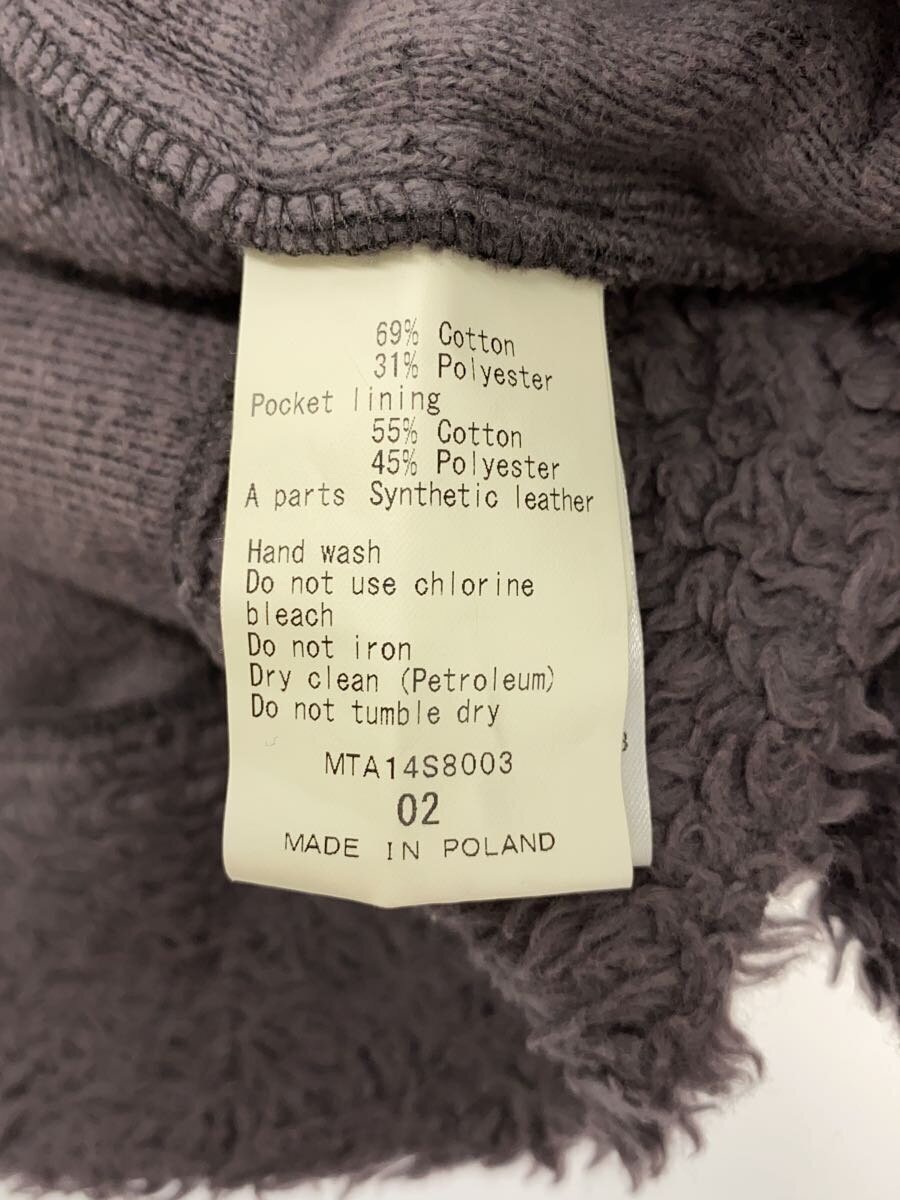 69% Cotton
31% Polyester
Pocket lining
55% Cotton
45% Polyester
A parts Synthetic leather
Hand wash
Do not use chlorine
bleach
Do not iron
Dry clean (Petroleum)
Do not tumble dry
MTA14S8003
02
MADE IN POLAND